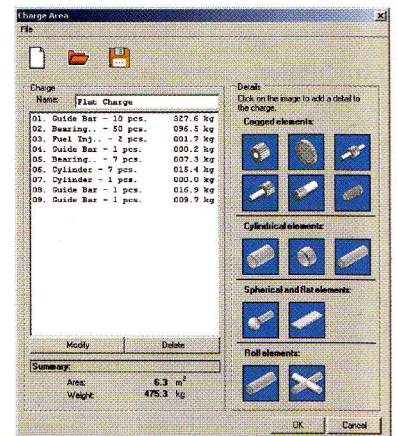 Charge Area
File
Charge
Name: Flat Charge
01. Guide Bar - 10 pcs. 327.6 kg
02. Bearing.. - 50 pcs. 096.5 kg
03. Fuel Inj.. - 2 pcs. 001.7 kg
04. Guide Bar - 1 pcs. 000.2 kg
05. Bearing.. - 7 pcs. 007.3 kg
06. Cylinder - 7 pcs. 015.4 kg
07. Cylinder - 1 pcs. 000.0 kg
08. Guide Bar - 1 pcs. 016.9 kg
09. Guide Bar - 1 pcs. 009.7 kg
Modify Delete
Summary:
Area: 6.3 m²
Weight: 475.3 kg
Details
Click on the image to add a detail to
the charge.
Cogged elements:
Cylindrical elements:
Spherical and flat elements:
Roll elements:
OK Cancel